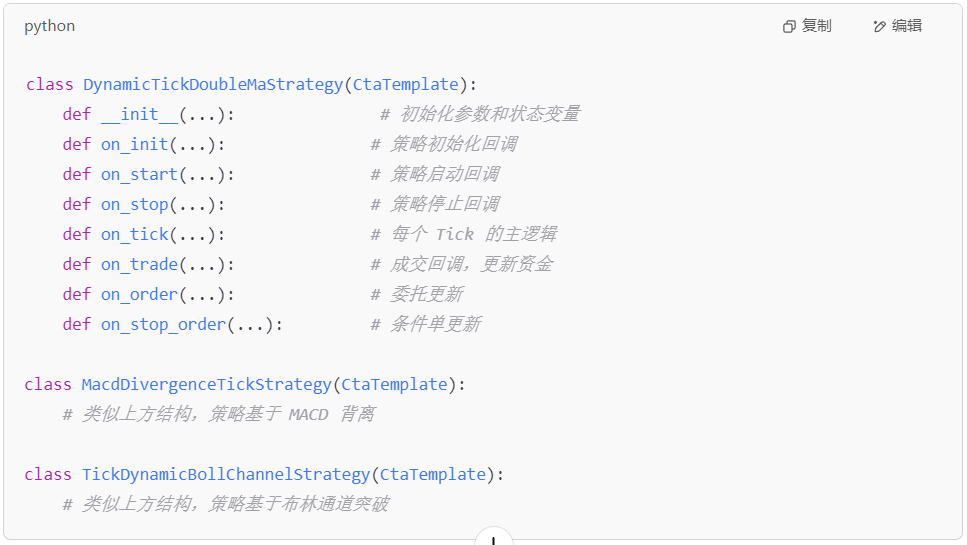 python 复制 编辑
class DynamicTickDoubleMaStrategy(CtaTemplate):
def __init__(...): # 初始化参数和状态变量
def on_init(...): # 策略初始化回调
def on_start(...): # 策略启动回调
def on_stop(...): # 策略停止回调
def on_tick(...): # 每个 Tick 的主逻辑
def on_trade(...): # 成交回调，更新资金
def on_order(...): # 委托更新
def on_stop_order(...): # 条件单更新
class MacdDivergenceTickStrategy(CtaTemplate):
# 类似上方结构，策略基于 MACD 背离
class TickDynamicBollChannelStrategy(CtaTemplate):
# 类似上方结构，策略基于布林通道突破